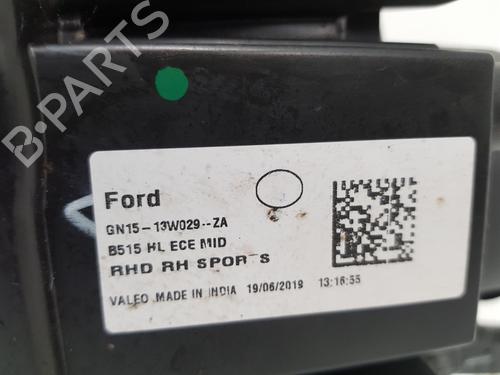 B-PARTS
Ford
GN15-13W029--ZA
B515 HL ECE MID
RHD RH SPORTS
VALEO MADE IN INDIA 19/06/2019 13:16:55